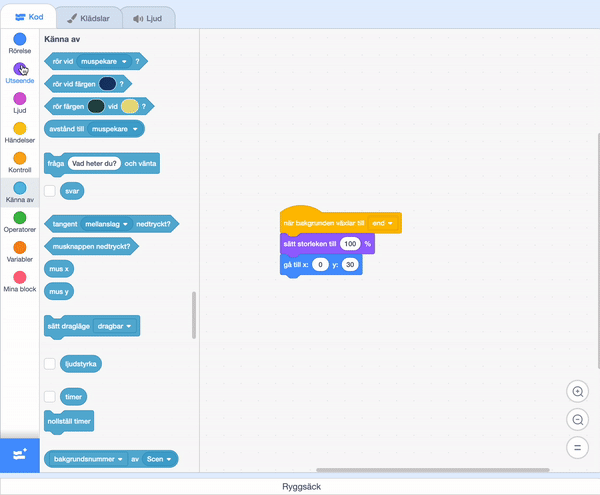 Kod
Klädslar
Ljud
Rörelse
Utseende
Ljud
Händelser
Kontroll
Känna av
Operatorer
Variabler
Mina block
Känna av
rör vid muspekare ?
rör vid färgen ?
rör färgen vid ?
avstånd till muspekare
fråga Vad heter du? och vänta
svar
tangent mellanslag nedtryckt?
musknappen nedtryckt?
mus x
mus y
sätt dragläge dragbar
ljudstyrka
timer
nollställ timer
bakgrundsnummer av Scen
när bakgrunden växlar till end
sätt storleken till 100 %
gå till x: 0 y: 30
Ryggsäck